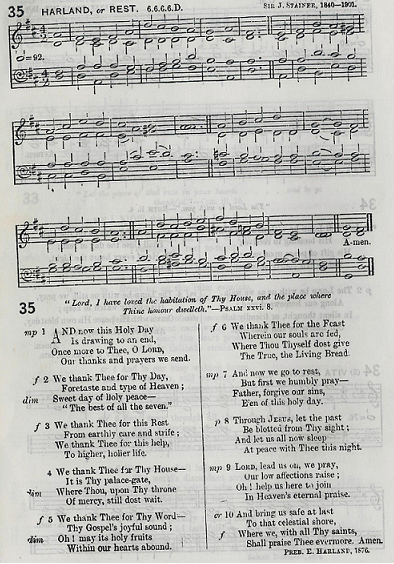 35 HARLAND, or REST. 6.6.6.6.D. SIR J. STAINER, 1840—1901.
=92.
A-men.
35
"Lord, I have loved the habitation of Thy House, and the place where
Thine honour dwelleth."—PSALM xxvi. 8.
mp 1 AND now this Holy Day
Is drawing to an end,
Once more to Thee, O LORD,
Our thanks and prayers we send.
f 2 We thank Thee for Thy Day,
Foretaste and type of Heaven;
dim Sweet day of holy peace—
"The best of all the seven."
f 3 We thank Thee for this Rest
From earthly care and strife;
We thank Thee for this help,
To higher, holier life.
4 We thank Thee for Thy House—
It is Thy palace-gate,
dim Where Thou, upon Thy throne
Of mercy, still dost wait.
f 5 We thank Thee for Thy Word—
Thy Gospel's joyful sound;
dim Oh! may its holy fruits
Within our hearts abound.
f 6 We thank Thee for the Feast
Wherein our souls are fed,
Where Thou Thyself dost give
The True, the Living Bread.
mp 7 And now we go to rest,
But first we humbly pray—
Father, forgive our sins,
E'en of this holy day.
p 8 Through JESUS, let the past
Be blotted from Thy sight;
And let us all now sleep
At peace with Thee this night.
mp 9 LORD, lead us on, we pray,
Our low affections raise;
Oh! help us here to join
In Heaven's eternal praise.
cr 10 And bring us safe at last
To that celestial shore,
f Where we, with all Thy saints,
Shall praise Thee evermore. Amen.
PREB. E. HARLAND, 1876.